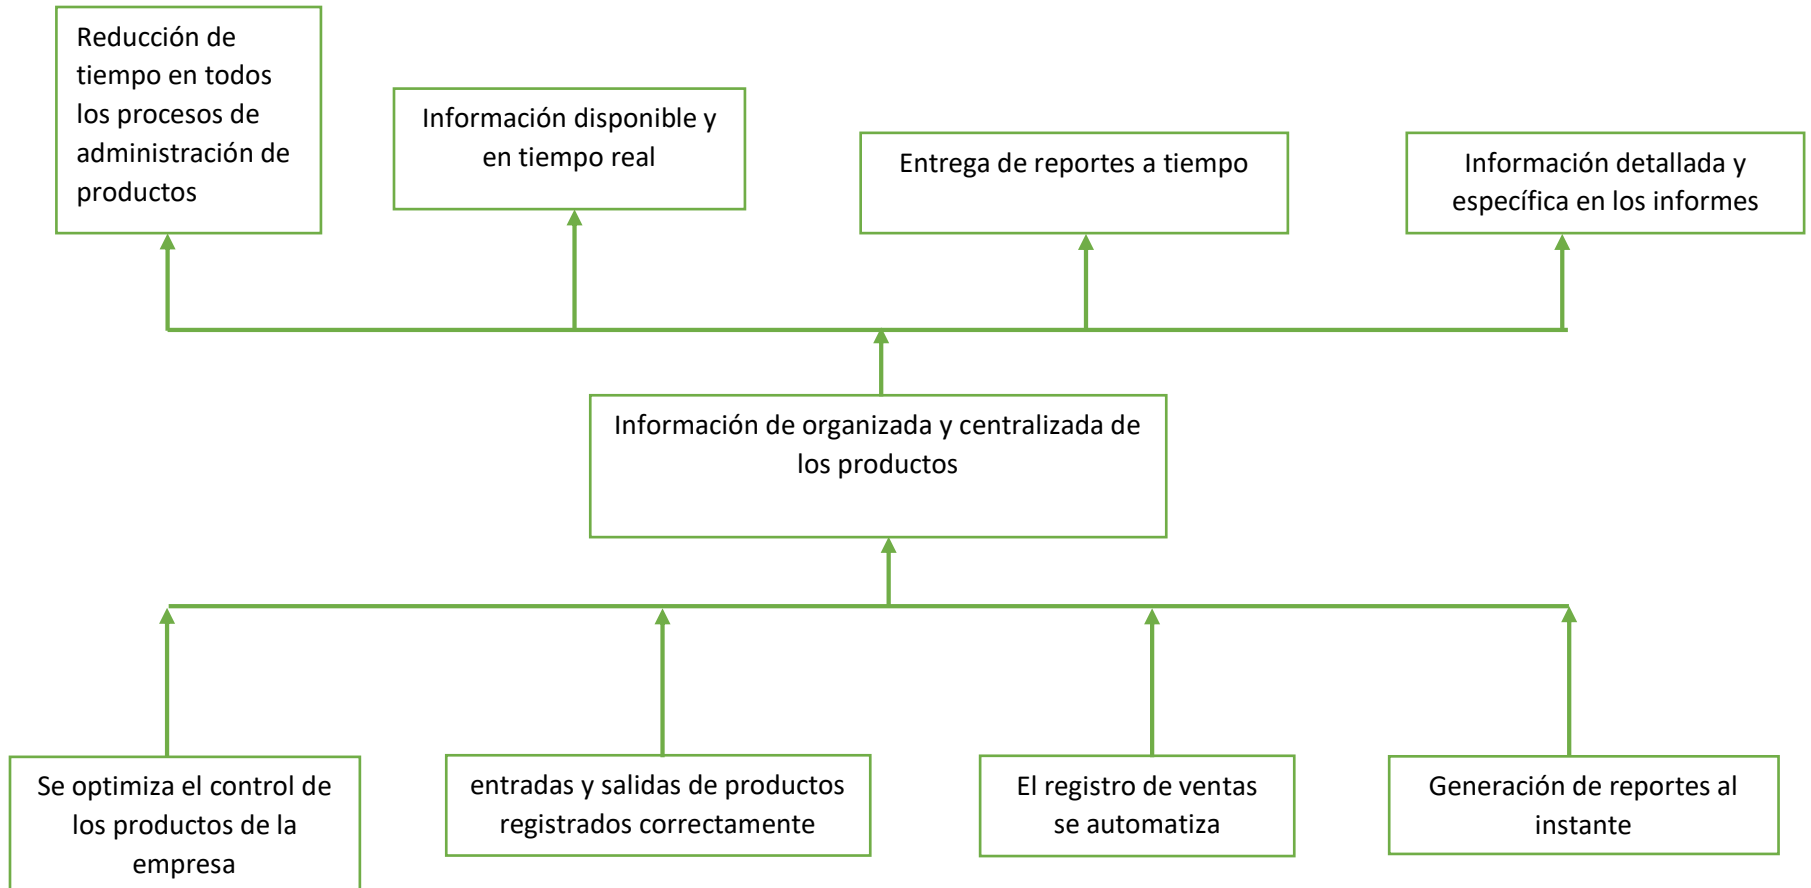 Reducción de
tiempo en todos
los procesos de
administración de
productos
Información disponible y
en tiempo real
Entrega de reportes a tiempo
Información detallada y
específica en los informes
Información de organizada y centralizada de
los productos
Se optimiza el control de
los productos de la
empresa
entradas y salidas de productos
registrados correctamente
El registro de ventas
se automatiza
Generación de reportes al
instante